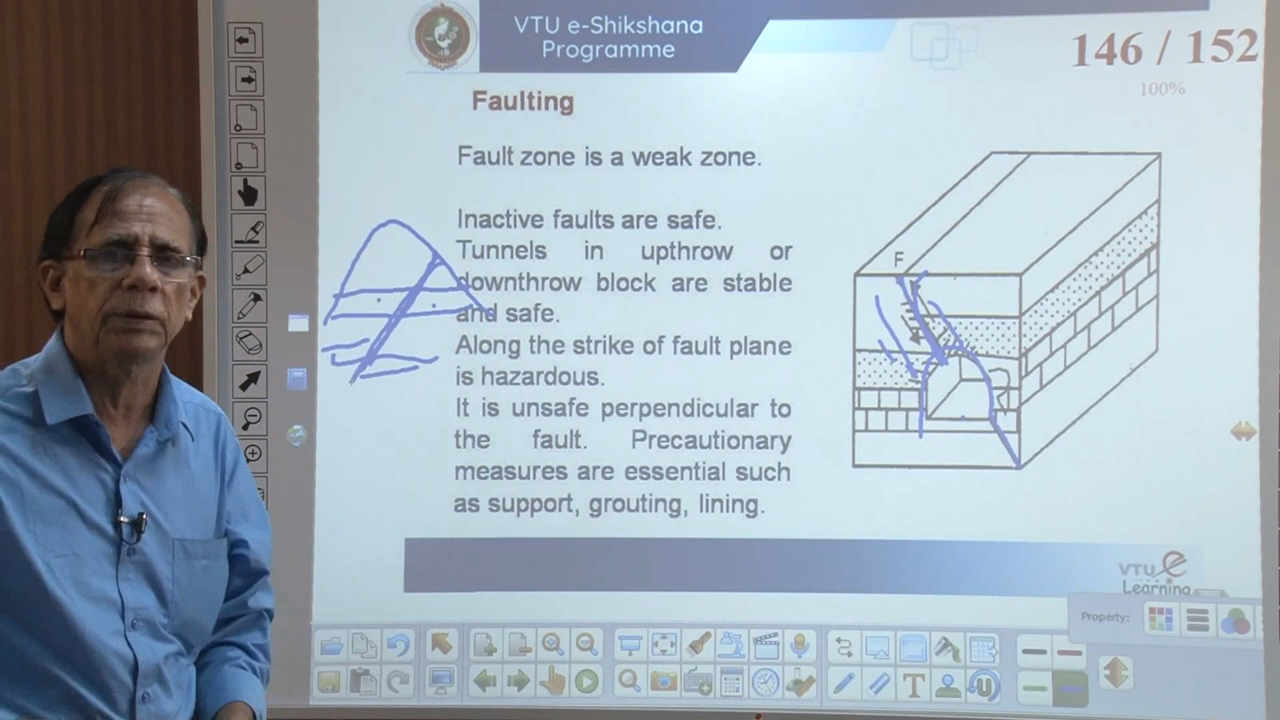 VTU e-Shikshana
Programme
146 / 152
100%
Faulting
Fault zone is a weak zone.
Inactive faults are safe.
Tunnels in upthrow or
downthrow block are stable
and safe.
Along the strike of fault plane
is hazardous.
It is unsafe perpendicular to
the fault. Precautionary
measures are essential such
as support, grouting, lining.
F
VTU e
Learning
Property:
T